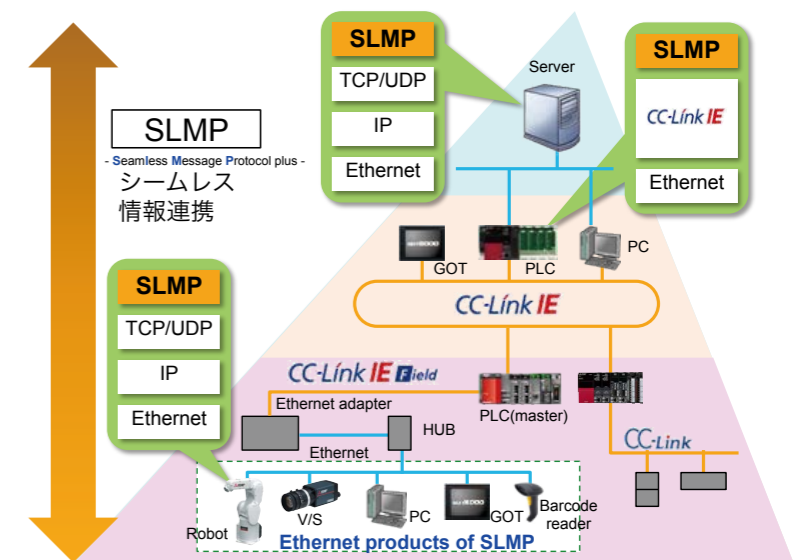 SLMP
TCP/UDP
IP
Ethernet
Server
SLMP
CC-Link IE
Ethernet
SLMP
- Seamless Message Protocol plus -
シームレス
情報連携
GOT
PLC
PC
CC-Link IE
SLMP
TCP/UDP
IP
Ethernet
CC-Link IE Field
Ethernet adapter
PLC(master)
HUB
Ethernet
CC-Link
Robot
V/S
PC
GOT
Barcode
reader
Ethernet products of SLMP